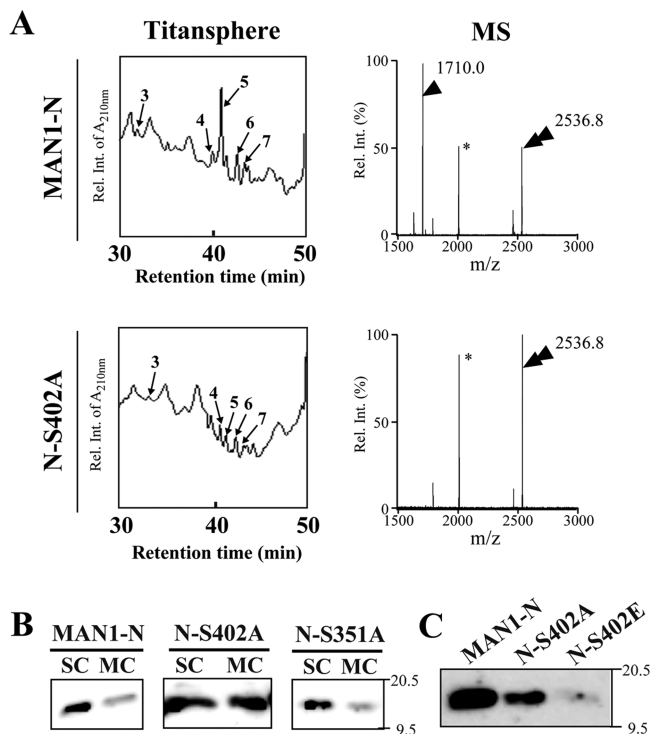 A
Titansphere
MS
MAN1-N
Rel. Int. of A210nm
3
4
5
6
7
30
40
50
Retention time (min)
Rel. Int. (%)
100
50
0
1710.0
*
2536.8
1500
2000
2500
3000
m/z
N-S402A
Rel. Int. of A210nm
3
4
5
6
7
30
40
50
Retention time (min)
Rel. Int. (%)
100
50
0
*
2536.8
1500
2000
2500
3000
m/z
B
MAN1-N
N-S402A
N-S351A
SC MC
SC MC
SC MC
20.5
9.5
C
MAN1-N
N-S402A
N-S402E
20.5
9.5